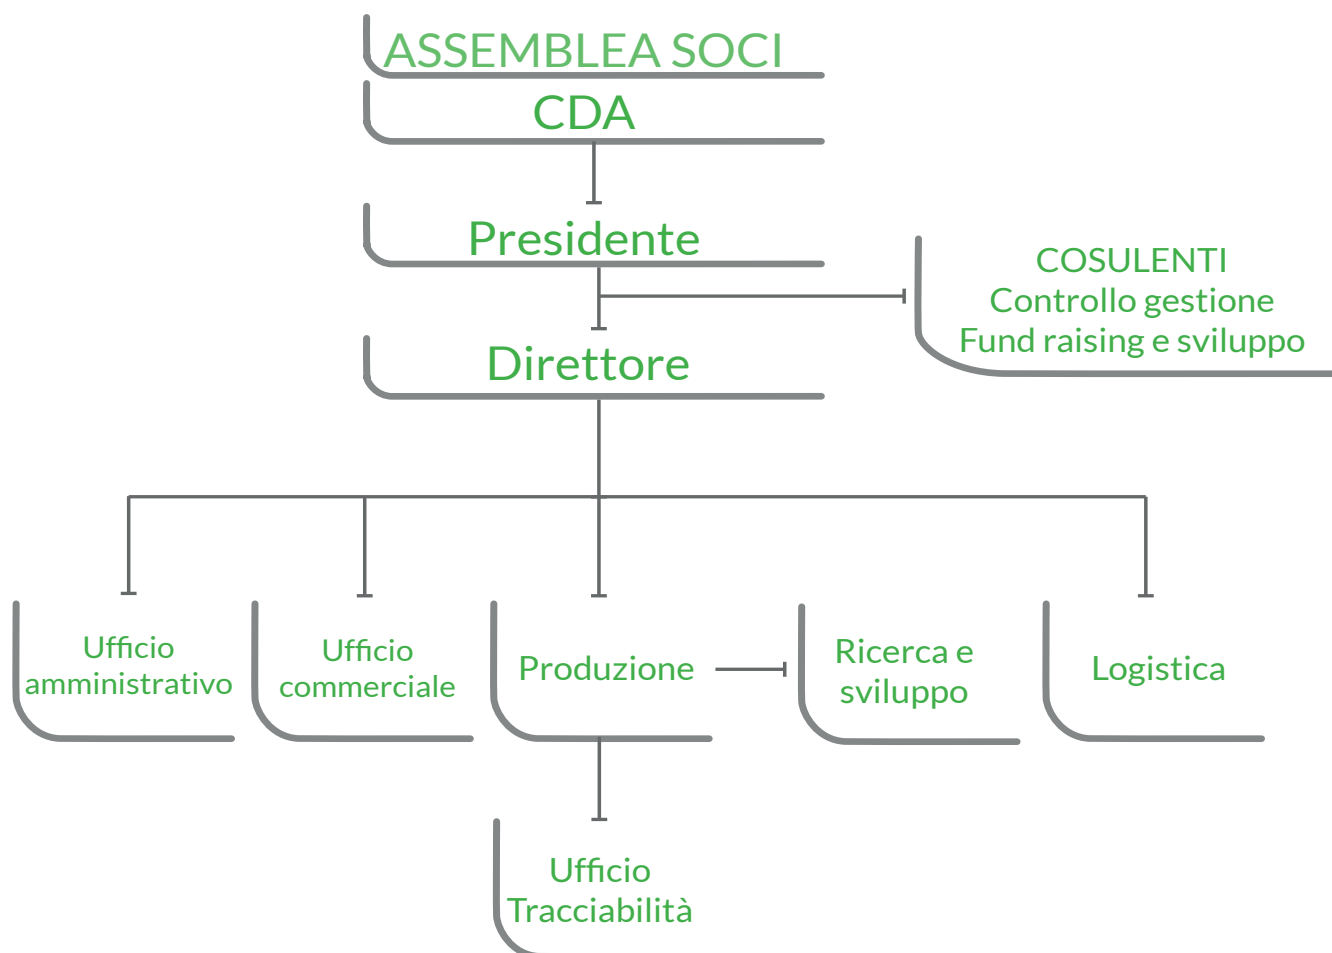 ASSEMBLEA SOCI
CDA
Presidente
COSULENTI
Controllo gestione
Fund raising e sviluppo
Direttore
Ufficio
amministrativo
Ufficio
commerciale
Produzione
Ricerca e
sviluppo
Logistica
Ufficio
Tracciabilità